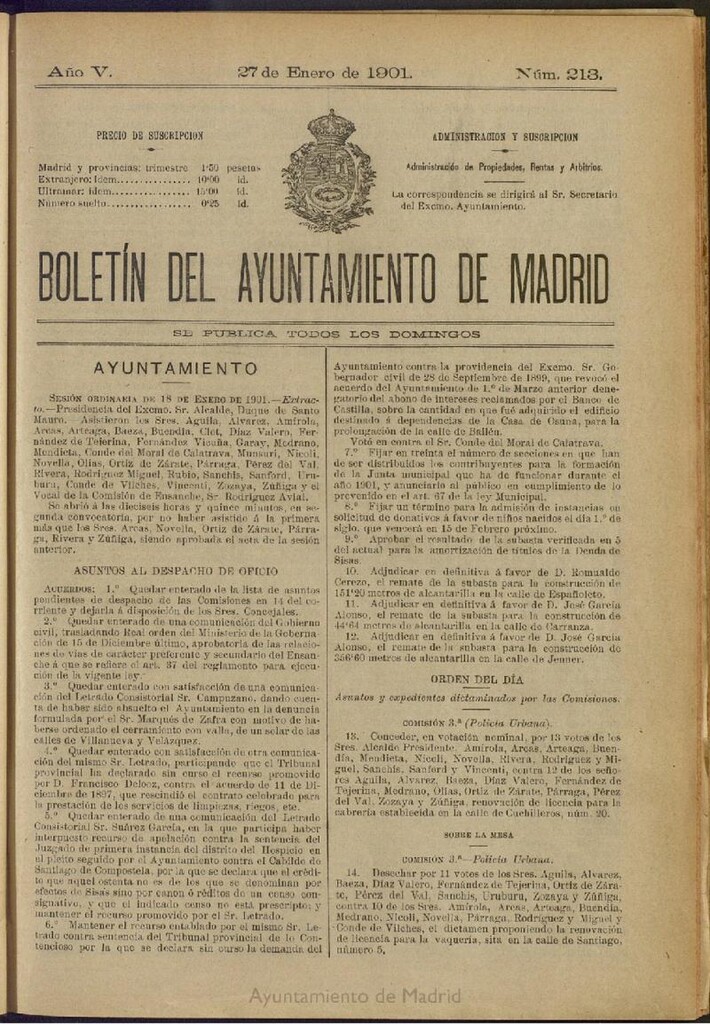 Año V.
27 de Enero de 1901.
Núm. 213.
PRECIO DE SUSCRIPCION
Madrid y provincias: trimestre 1'50 pesetas
Extranjero: ídem................ 10'00 id.
Ultramar: ídem................. 15'00 id.
Número suelto.................. 0'25 id.
ADMINISTRACION Y SUSCRIPCION
Administración de Propiedades, Rentas y Arbitrios.
La correspondencia se dirigirá al Sr. Secretario
del Excmo. Ayuntamiento.
BOLETÍN DEL AYUNTAMIENTO DE MADRID
SE PUBLICA TODOS LOS DOMINGOS
AYUNTAMIENTO
SESIÓN ORDINARIA DE 18 DE ENERO DE 1901.—Extrac-
to.—Presidencia del Excmo. Sr. Alcalde, Duque de Santo
Mauro.—Asistieron los Sres. Aguila, Alvarez, Amírola,
Arcas, Arteaga, Baeza, Buendía, Clot, Díaz Valero, Fer-
nández de Tejerina, Fernández Vicuña, Garay, Medrano,
Mendieta, Conde del Moral de Calatrava, Munsuri, Nicoli,
Novella, Olías, Ortiz de Zárate, Párraga, Pérez del Val,
Rivera, Rodríguez Miguel, Rubio, Sanchís, Sanford, Uru-
buru, Conde de Vilches, Vincenti, Zozaya, Zúñiga y el
Vocal de la Comisión de Ensanche, Sr. Rodríguez Avial.
Se abrió á las dieciseis horas y quince minutos, en se-
gunda convocatoria, por no haber asistido á la primera
más que los Sres. Arcas, Novella, Ortiz de Zárate, Párra-
ga, Rivera y Zúñiga, siendo aprobada el acta de la sesión
anterior.
ASUNTOS AL DESPACHO DE OFICIO
ACUERDOS: 1.º Quedar enterado de la lista de asuntos
pendientes de despacho de las Comisiones en 14 del co-
rriente y dejarla á disposición de los Sres. Concejales.
2.º Quedar enterado de una comunicación del Gobierno
civil, trasladando Real orden del Ministerio de la Goberna-
ción de 15 de Diciembre último, aprobatoria de las relacio-
nes de vías de carácter preferente y secundario del Ensan-
che á que se refiere el art. 37 del reglamento para ejecu-
ción de la vigente ley.
3.º Quedar enterado con satisfacción de una comunica-
ción del Letrado Consistorial Sr. Campuzano, dando cuen-
ta de haber sido absuelto el Ayuntamiento en la denuncia
formulada por el Sr. Marqués de Zafra con motivo de ha-
berse ordenado el cerramiento con valla, de un solar de las
calles de Villanueva y Velázquez.
4.º Quedar enterado con satisfacción de otra comunica-
ción del mismo Sr. Letrado, participando que el Tribunal
provincial ha declarado sin curso el recurso promovido
por D. Francisco contra el acuerdo de 11 de Di-
ciembre de 1897, que rescindió el contrato celebrado para
la prestación de los servicios de limpiezas, riegos, etc.
5.º Quedar enterado de una comunicación del Letrado
Consistorial Sr. Suárez García, en la que participa haber
interpuesto recurso de apelación contra la sentencia del
Juzgado de primera instancia del distrito del Hospicio en
el pleito seguido por el Ayuntamiento contra el Cabildo de
Santiago de Compostela, por la que se declara que el crédi-
to que aquel ostenta no es de los que se denominan por
efectos de Sisas sino por canon ó réditos de un censo con-
signativo, y que el indicado censo no está prescripto; y
mantener el recurso promovido por el Sr. Letrado.
6.º Mantener el recurso entablado por el mismo Sr. Le-
trado contra sentencia del Tribunal provincial de lo Con-
tencioso por la que se declara sin curso la demanda del
Ayuntamiento contra la providencia del Excmo. Sr. Go-
bernador civil de 28 de Septiembre de 1899, que revocó el
acuerdo del Ayuntamiento de 1.º de Marzo anterior dene-
gatorio del abono de intereses reclamados por el Banco de
Castilla, sobre la cantidad en que fué adquirido el edificio
destinado á dependencias de la Casa de Osuna, para la
prolongación de la calle de Bailén.
Votó en contra el Sr. Conde del Moral de Calatrava.
7.º Fijar en treinta el número de secciones en que han
de ser distribuídos los contribuyentes para la formación
de la Junta municipal que ha de funcionar durante el
año 1901, y anunciarlo al público en cumplimiento de lo
prevenido en el art. 67 de la ley Municipal.
8.º Fijar un término para la admisión de instancias en
solicitud de donativos á favor de niños nacidos el día 1.º de
siglo, que vencerá en 15 de Febrero próximo.
9.º Aprobar el resultado de la subasta verificada en 5
del actual para la amortización de títulos de la Deuda de
Sisas.
10. Adjudicar en definitiva á favor de D. Romualdo
Cerezo, el remate de la subasta para la construcción de
151'20 metros de alcantarilla en la calle de Españoleto.
11. Adjudicar en definitiva á favor de D. José García
Alonso, el remate de la subasta para la construcción de
44'64 metros de alcantarilla en la calle de Carranza.
12. Adjudicar en definitiva á favor de D. José García
Alonso, el remate de la subasta para la construcción de
356'60 metros de alcantarilla en la calle de Jenner.
ORDEN DEL DÍA
Asuntos y expedientes dictaminados por las Comisiones.
COMISIÓN 3.ª (Policía Urbana).
13. Conceder, en votación nominal, por 13 votos de los
Sres. Alcalde Presidente, Amírola, Arcas, Arteaga, Buen-
día, Mendieta, Nicoli, Novella, Rivera, Rodríguez y Mi-
guel, Sanchís, Sanford y Vincenti, contra 12 de los seño-
res Aguila, Alvarez, Baeza, Díaz Valero, Fernández de
Tejerina, Medrano, Olías, Ortiz de Zárate, Párraga, Pérez
del Val, Zozaya y Zúñiga, renovación de licencia para la
cabrería establecida en la calle de Cuchilleros, núm. 20.
SOBRE LA MESA
COMISIÓN 3.ª—Policía Urbana.
14. Desechar por 11 votos de los Sres. Aguila, Alvarez,
Baeza, Díaz Valero, Fernández de Tejerina, Ortiz de Zára-
te, Pérez del Val, Sanchís, Uruburu, Zozaya y Zúñiga,
contra 10 de los Sres. Amírola, Arcas, Arteaga, Buendía,
Medrano, Nicoli, Novella, Párraga, Rodríguez y Miguel y
Conde de Vilches, el dictamen proponiendo la renovación
de licencia para la vaquería, sita en la calle de Santiago,
número 5.
Ayuntamiento de Madrid